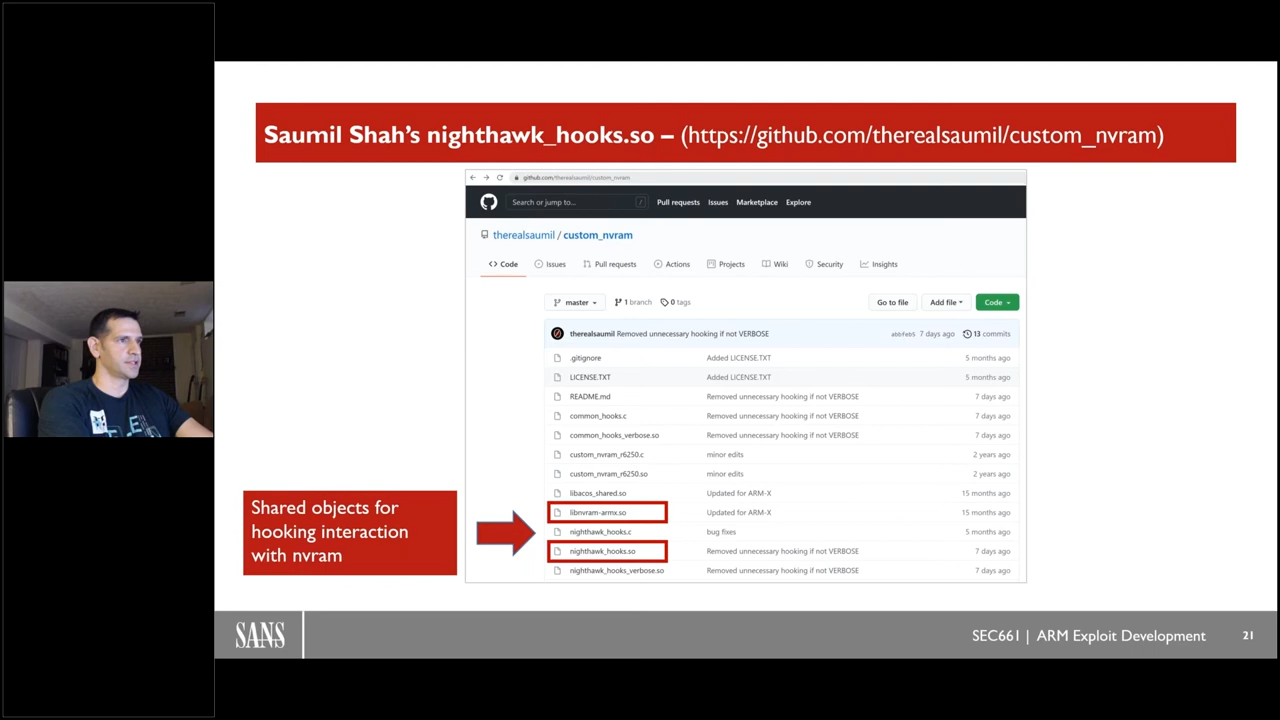 Saumil Shah's nighthawk_hooks.so – (https://github.com/therealsaumil/custom_nvram)
github.com/therealsaumil/custom_nvram
Search or jump to... / Pull requests Issues Marketplace Explore
therealsaumil / custom_nvram
Code Issues Pull requests Actions Projects Wiki Security Insights
master 1 branch 0 tags Go to file Add file Code
therealsaumil Removed unnecessary hooking if not VERBOSE 7 days ago 13 commits
.gitignore Added LICENSE.TXT 5 months ago
LICENSE.TXT Added LICENSE.TXT 5 months ago
README.md Removed unnecessary hooking if not VERBOSE 7 days ago
common_hooks.c Removed unnecessary hooking if not VERBOSE 7 days ago
common_hooks_verbose.so Removed unnecessary hooking if not VERBOSE 7 days ago
custom_nvram_r6250.c minor edits 2 years ago
custom_nvram_r6250.so minor edits 2 years ago
libacos_shared.so Updated for ARM-X 15 months ago
libnvram-armx.so Updated for ARM-X 15 months ago
nighthawk_hooks.c bug fixes 5 months ago
nighthawk_hooks.so Removed unnecessary hooking if not VERBOSE 7 days ago
nighthawk_hooks_verbose.so Removed unnecessary hooking if not VERBOSE 7 days ago
Shared objects for
hooking interaction
with nvram
SANS
SEC661 | ARM Exploit Development 21